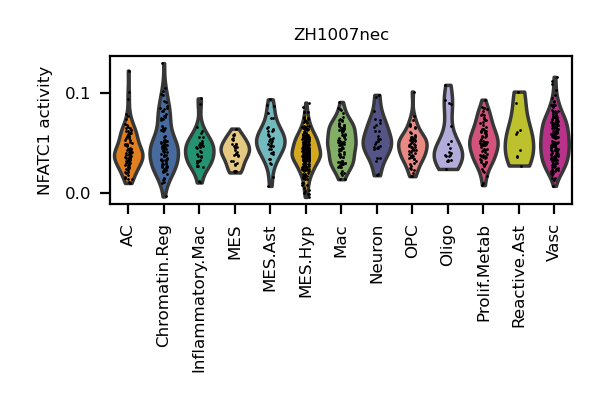 ZH1007nec
NFATC1 activity
0.1
0.0
AC
Chromatin.Reg
Inflammatory.Mac
MES
MES.Ast
MES.Hyp
Mac
Neuron
OPC
Oligo
Prolif.Metab
Reactive.Ast
Vasc